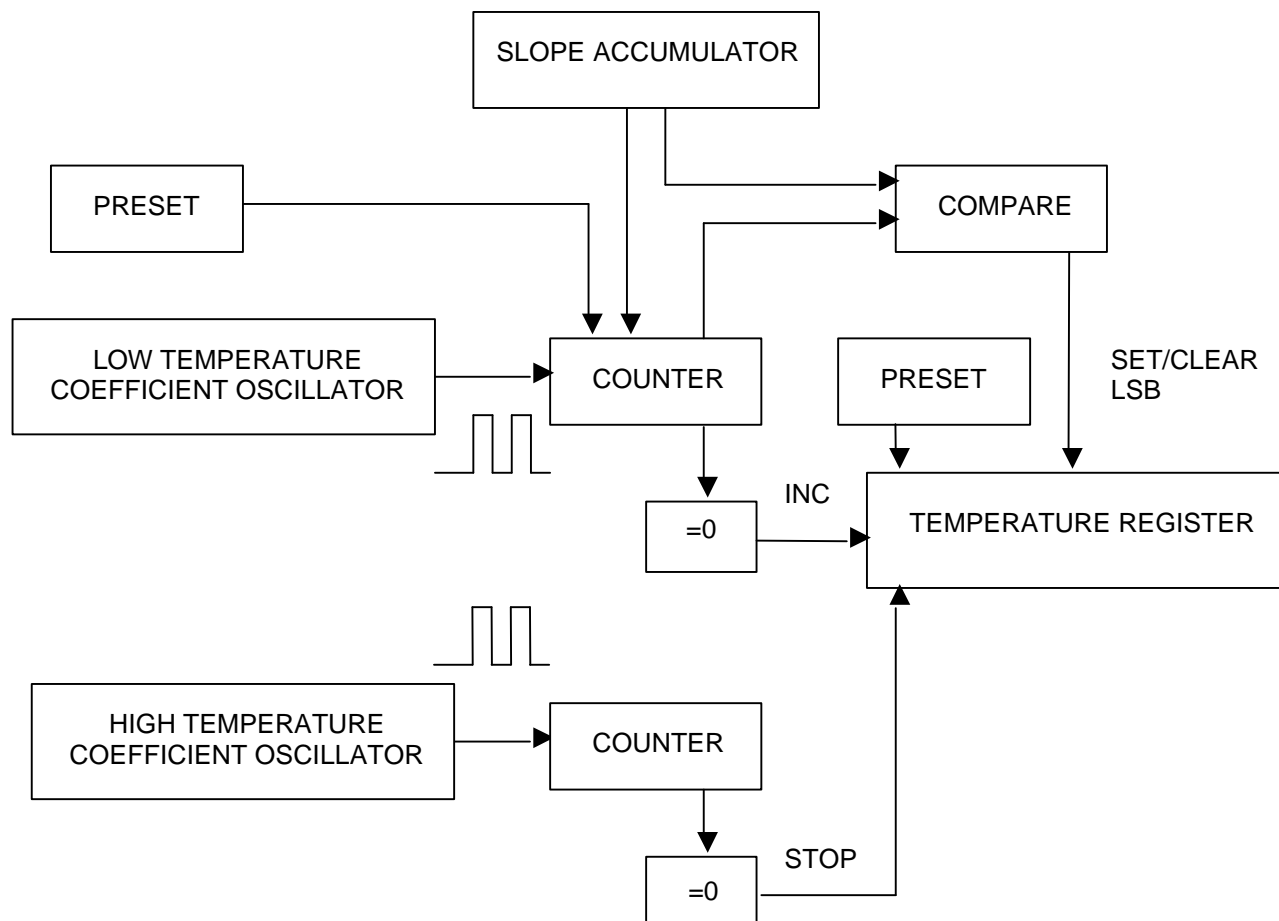 SLOPE ACCUMULATOR
PRESET
COMPARE
LOW TEMPERATURE
COEFFICIENT OSCILLATOR
COUNTER
PRESET
SET/CLEAR
LSB
=0
INC
TEMPERATURE REGISTER
HIGH TEMPERATURE
COEFFICIENT OSCILLATOR
COUNTER
=0
STOP